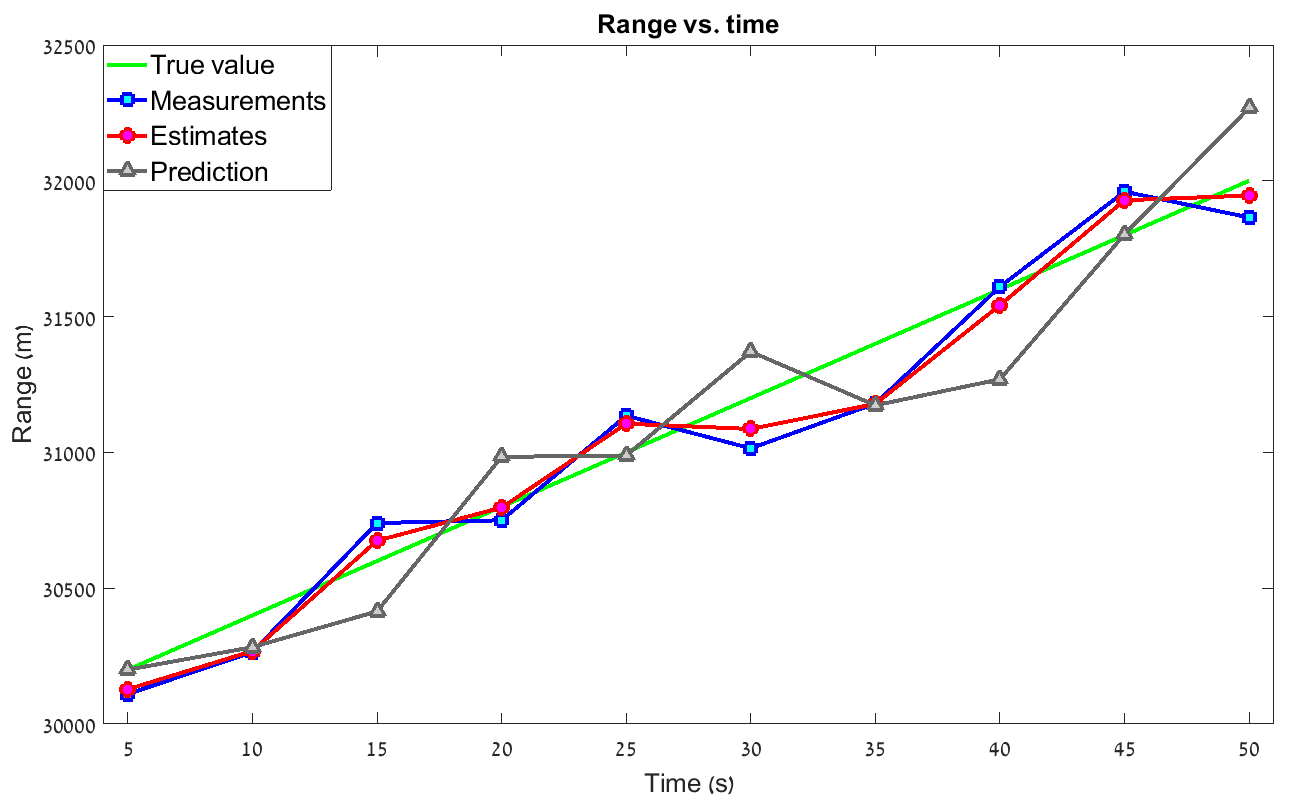 Range vs. time
32500
32000
31500
31000
30500
30000
True value
Measurements
Estimates
Prediction
Range (m)
5 10 15 20 25 30 35 40 45 50
Time (s)